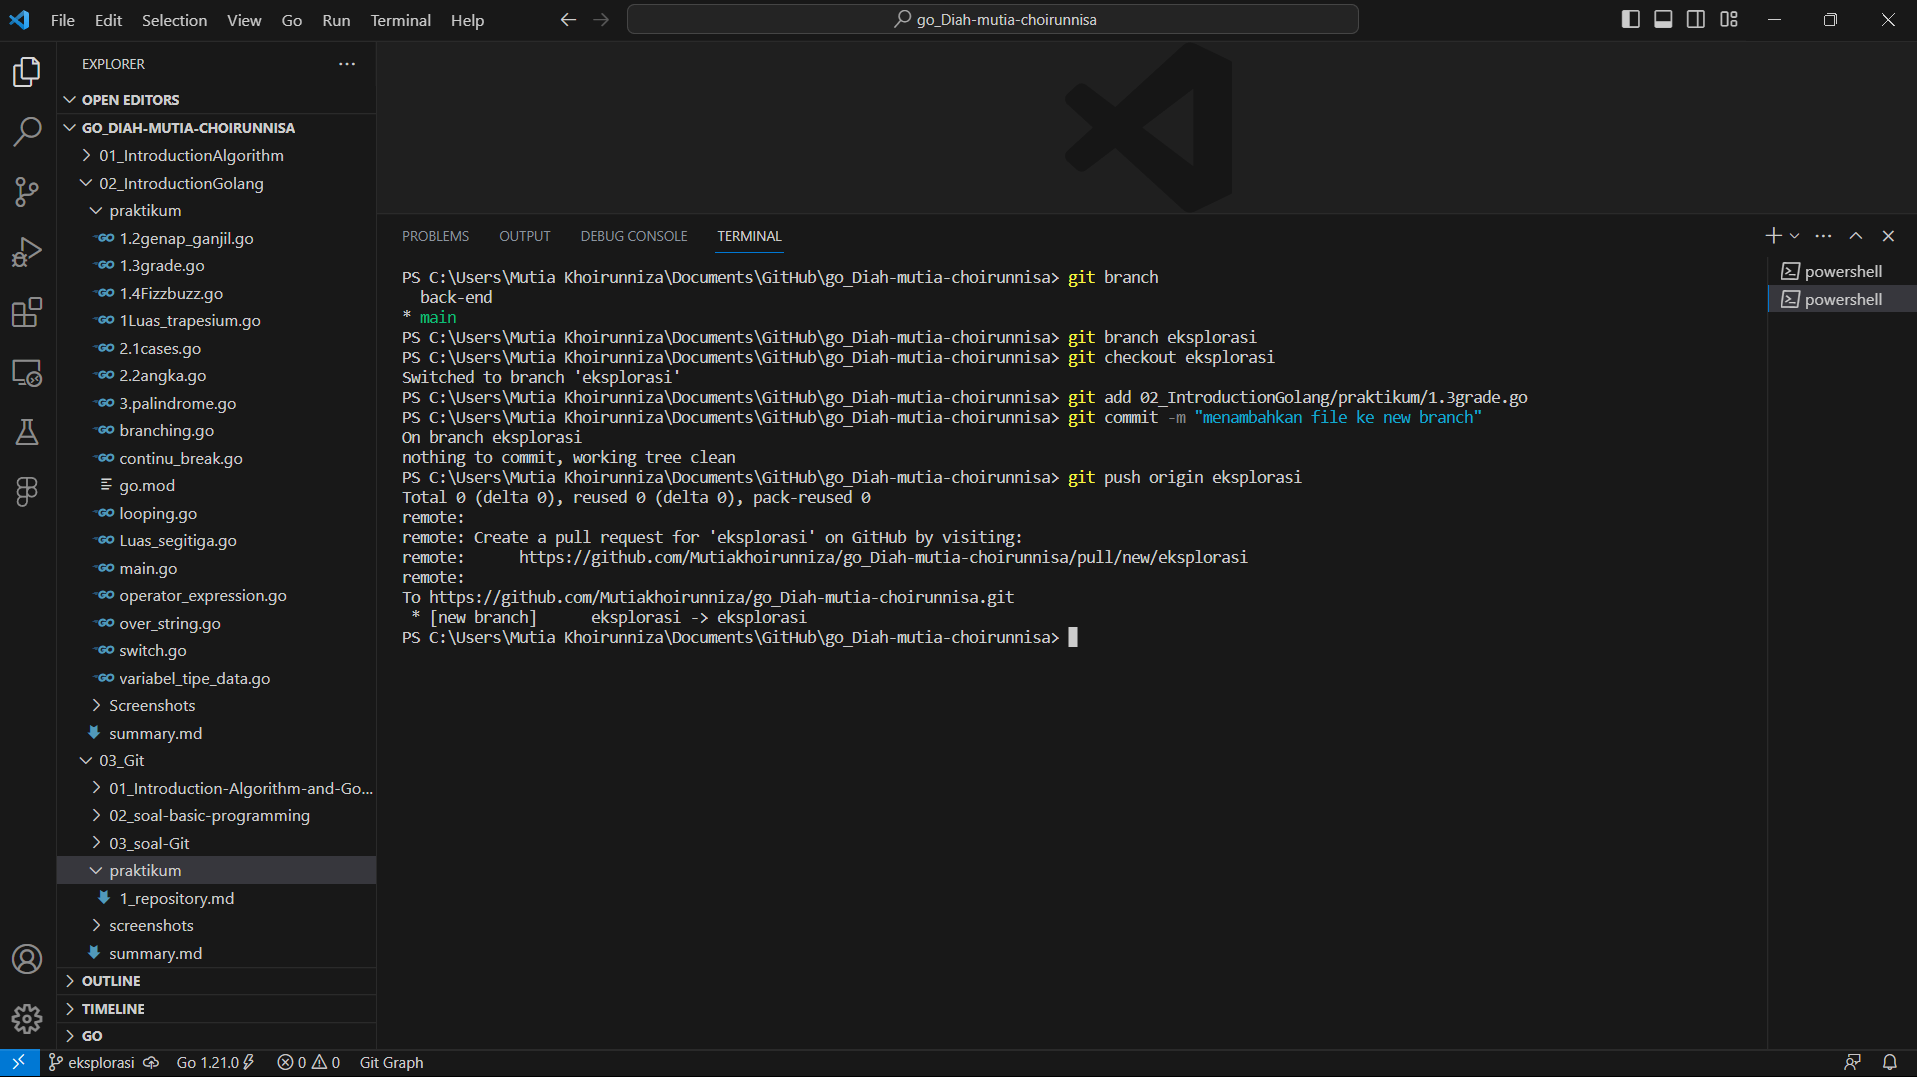 File Edit Selection View Go Run Terminal Help
go_Diah-mutia-choirunnisa
EXPLORER
OPEN EDITORS
GO_DIAH-MUTIA-CHOIRUNNISA
01_IntroductionAlgorithm
02_IntroductionGolang
praktikum
1.2genap_ganjil.go
1.3grade.go
1.4Fizzbuzz.go
1Luas_trapesium.go
2.1cases.go
2.2angka.go
3.palindrome.go
branching.go
continu_break.go
go.mod
looping.go
Luas_segitiga.go
main.go
operator_expression.go
over_string.go
switch.go
variabel_tipe_data.go
Screenshots
summary.md
03_Git
01_Introduction-Algorithm-and-Go...
02_soal-basic-programming
03_soal-Git
praktikum
1_repository.md
screenshots
summary.md
OUTLINE
TIMELINE
GO
PROBLEMS OUTPUT DEBUG CONSOLE TERMINAL
PS C:\Users\Mutia Khoirunniza\Documents\GitHub\go_Diah-mutia-choirunnisa> git branch
back-end
* main
PS C:\Users\Mutia Khoirunniza\Documents\GitHub\go_Diah-mutia-choirunnisa> git branch eksplorasi
PS C:\Users\Mutia Khoirunniza\Documents\GitHub\go_Diah-mutia-choirunnisa> git checkout eksplorasi
Switched to branch 'eksplorasi'
PS C:\Users\Mutia Khoirunniza\Documents\GitHub\go_Diah-mutia-choirunnisa> git add 02_IntroductionGolang/praktikum/1.3grade.go
PS C:\Users\Mutia Khoirunniza\Documents\GitHub\go_Diah-mutia-choirunnisa> git commit -m "menambahkan file ke new branch"
On branch eksplorasi
nothing to commit, working tree clean
PS C:\Users\Mutia Khoirunniza\Documents\GitHub\go_Diah-mutia-choirunnisa> git push origin eksplorasi
Total 0 (delta 0), reused 0 (delta 0), pack-reused 0
remote:
remote: Create a pull request for 'eksplorasi' on GitHub by visiting:
remote: https://github.com/Mutiakhoirunniza/go_Diah-mutia-choirunnisa/pull/new/eksplorasi
remote:
To https://github.com/Mutiakhoirunniza/go_Diah-mutia-choirunnisa.git
* [new branch] eksplorasi -> eksplorasi
PS C:\Users\Mutia Khoirunniza\Documents\GitHub\go_Diah-mutia-choirunnisa>
powershell
powershell
eksplorasi Go 1.21.0 0 0 Git Graph